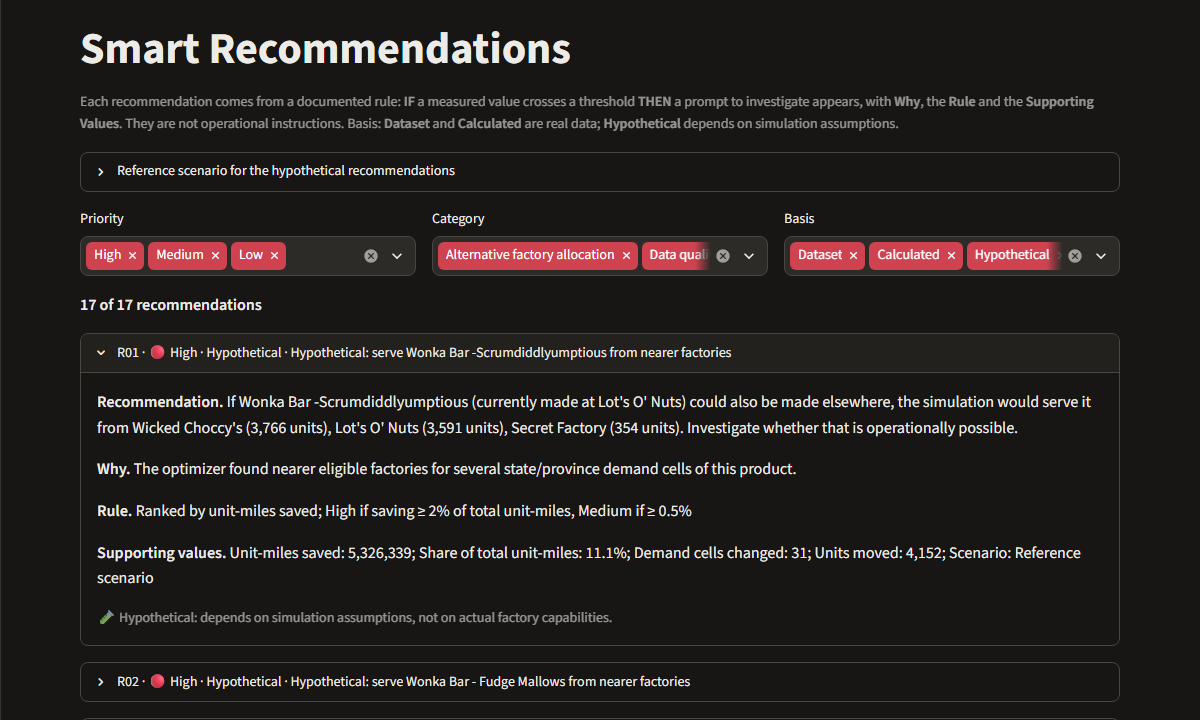 Smart Recommendations
Each recommendation comes from a documented rule: IF a measured value crosses a threshold THEN a prompt to investigate appears, with Why, the Rule and the Supporting
Values. They are not operational instructions. Basis: Dataset and Calculated are real data; Hypothetical depends on simulation assumptions.
Reference scenario for the hypothetical recommendations
Priority
Category
Basis
High × Medium × Low ×
Alternative factory allocation × Data quali
Dataset × Calculated × Hypothetical
17 of 17 recommendations
R01 · High · Hypothetical · Hypothetical: serve Wonka Bar -Scrumdiddlyumptious from nearer factories
Recommendation. If Wonka Bar -Scrumdiddlyumptious (currently made at Lot's O' Nuts) could also be made elsewhere, the simulation would serve it
from Wicked Choccy's (3,766 units), Lot's O' Nuts (3,591 units), Secret Factory (354 units). Investigate whether that is operationally possible.
Why. The optimizer found nearer eligible factories for several state/province demand cells of this product.
Rule. Ranked by unit-miles saved; High if saving ≥ 2% of total unit-miles, Medium if ≥ 0.5%
Supporting values. Unit-miles saved: 5,326,339; Share of total unit-miles: 11.1%; Demand cells changed: 31; Units moved: 4,152; Scenario: Reference
scenario
Hypothetical: depends on simulation assumptions, not on actual factory capabilities.
R02 · High · Hypothetical · Hypothetical: serve Wonka Bar - Fudge Mallows from nearer factories